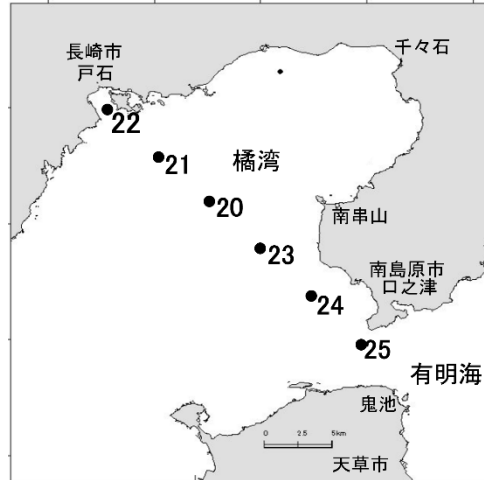 長崎市
戸石
千々石
22
21
橘湾
20
南串山
23
南島原市
口之津
24
25
有明海
鬼池
0 2.5 5km
天草市